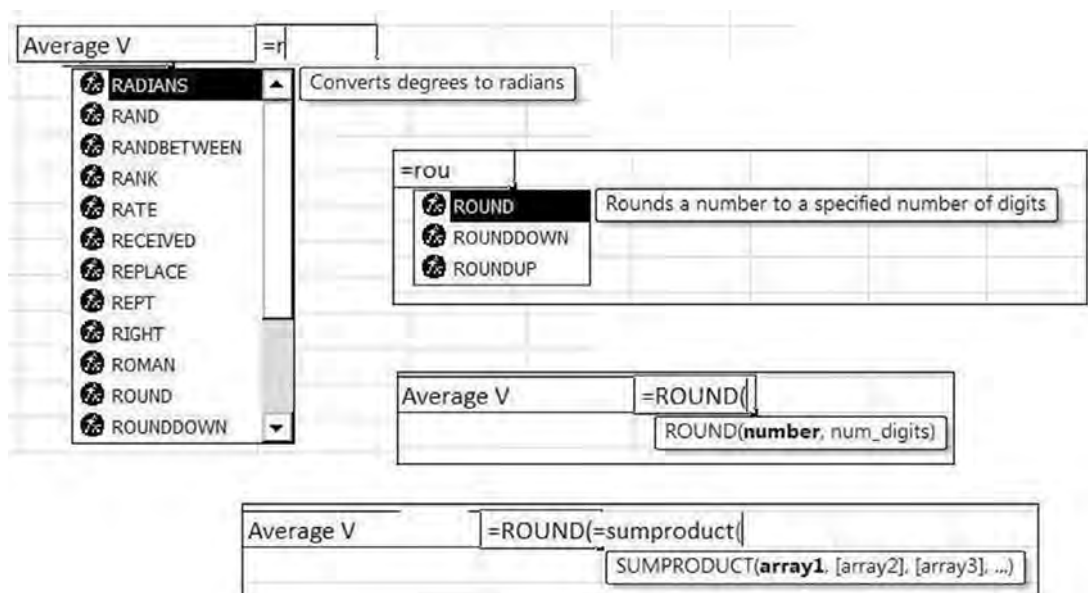 Average V =r
RADIANS
Converts degrees to radians
RAND
RANDBETWEEN
RANK
RATE
RECEIVED
REPLACE
REPT
RIGHT
ROMAN
ROUND
ROUNDDOWN
=rou
ROUND
Rounds a number to a specified number of digits
ROUNDDOWN
ROUNDUP
Average V =ROUND(
ROUND(number, num_digits)
Average V =ROUND(=sumproduct(
SUMPRODUCT(array1, [array2], [array3], ...)